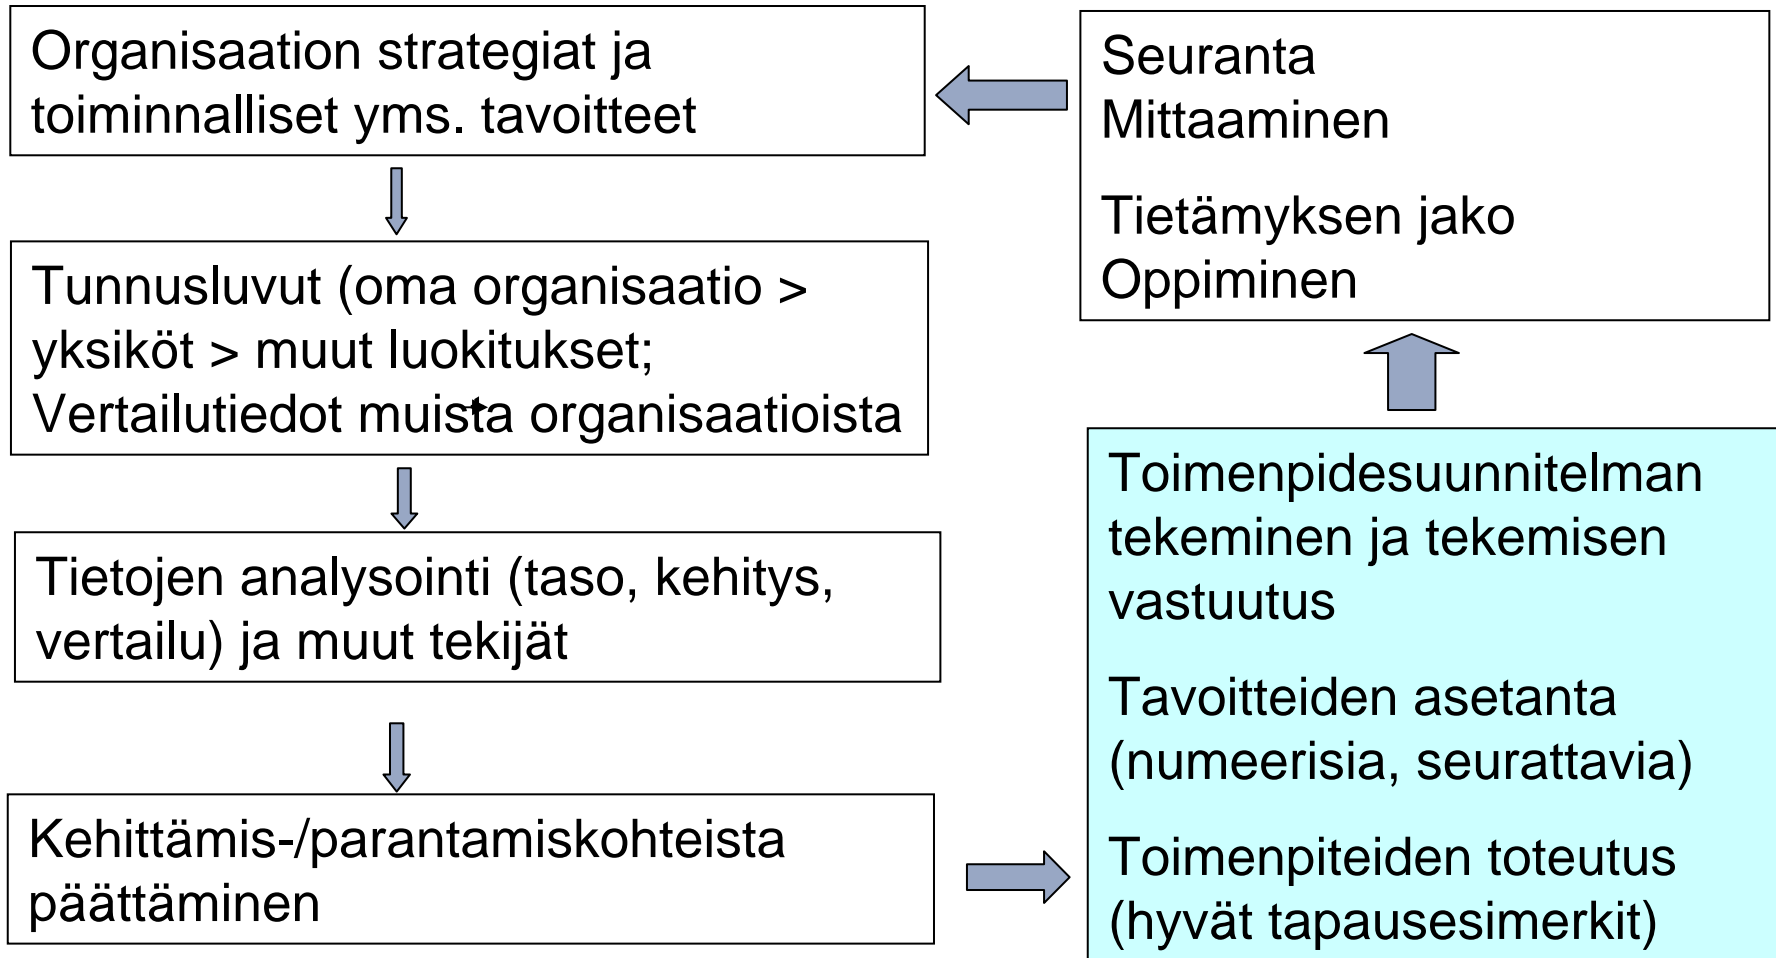 Organisaation strategiat ja
toiminnalliset yms. tavoitteet
Tunnusluvut (oma organisaatio >
yksiköt > muut luokitukset;
Vertailutiedot muista organisaatioista
Tietojen analysointi (taso, kehitys,
vertailu) ja muut tekijät
Kehittämis-/parantamiskohteista
päättäminen
Toimenpidesuunnitelman
tekeminen ja tekemisen
vastuutus
Tavoitteiden asetanta
(numeerisia, seurattavia)
Toimenpiteiden toteutus
(hyvät tapausesimerkit)
Seuranta
Mittaaminen
Tietämyksen jako
Oppiminen